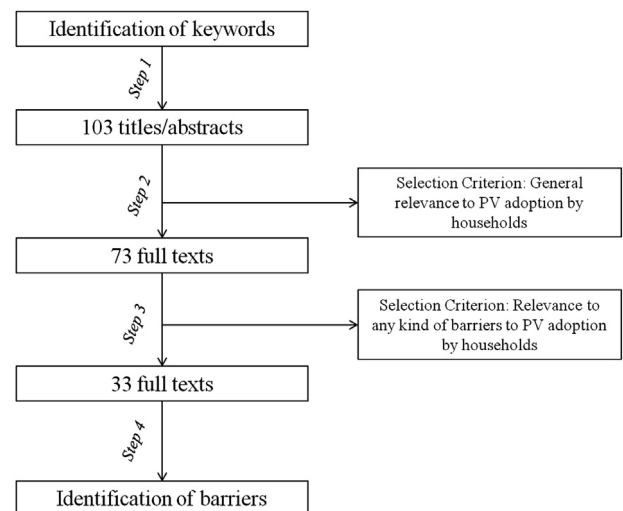 Identification of keywords
Step 1
103 titles/abstracts
Step 2
Selection Criterion: General
relevance to PV adoption by
households
73 full texts
Step 3
Selection Criterion: Relevance to
any kind of barriers to PV adoption
by households
33 full texts
Step 4
Identification of barriers